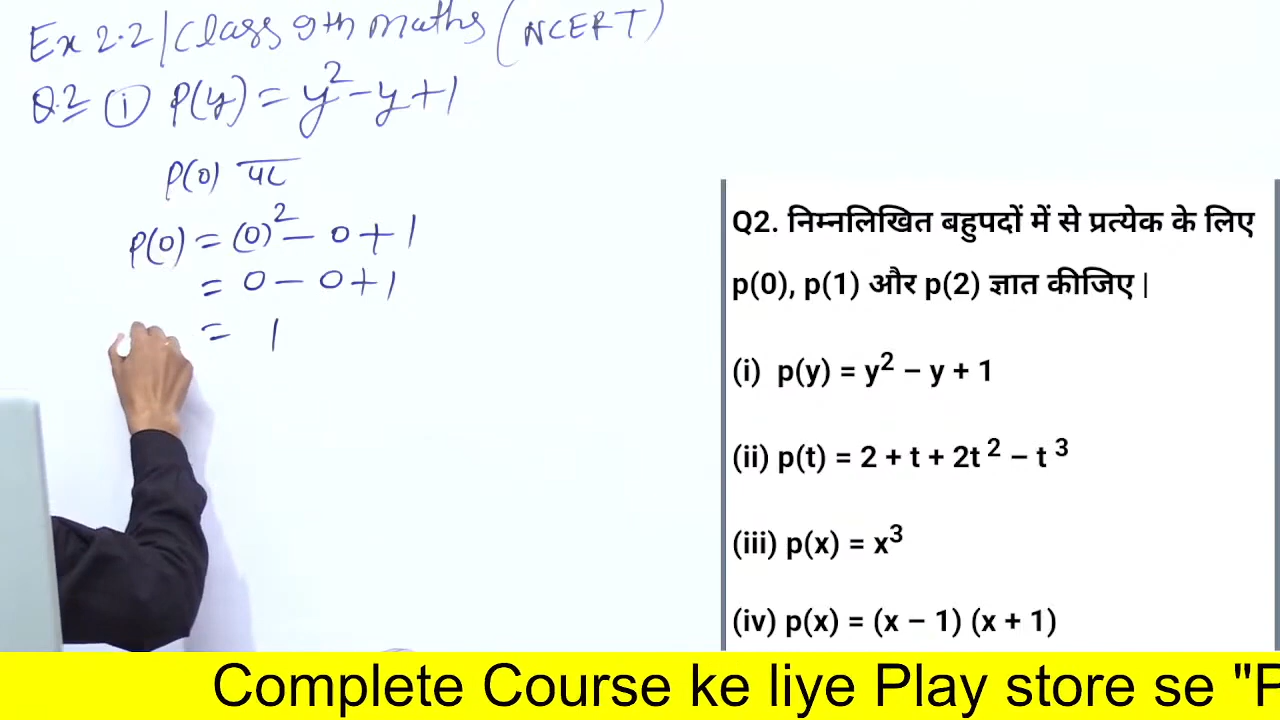 Ex 2.2/Class 9th Maths (NCERT)
Q.2 (i) P(y) = y² - y + 1
P(0) पर
P(0) = (0)² - 0 + 1
= 0 - 0 + 1
= 1
Q2. निम्नलिखित बहुपदों में से प्रत्येक के लिए
p(0), p(1) और p(2) ज्ञात कीजिए |
(i) p(y) = y² – y + 1
(ii) p(t) = 2 + t + 2t² – t³
(iii) p(x) = x³
(iv) p(x) = (x – 1) (x + 1)
Complete Course ke liye Play store se "P